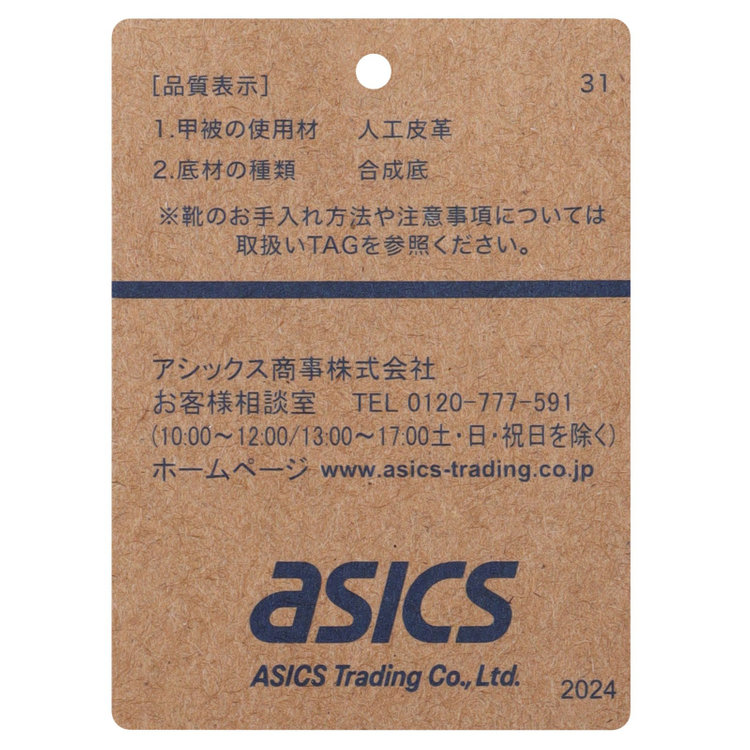 [品質表示] 31
1.甲被の使用材 人工皮革
2.底材の種類 合成底
※靴のお手入れ方法や注意事項については
取扱いTAGを参照ください。
アシックス商事株式会社
お客様相談室 TEL 0120-777-591
(10:00～12:00/13:00～17:00土・日・祝日を除く)
ホームページ www.asics-trading.co.jp
asics
ASICS Trading Co., Ltd.
2024